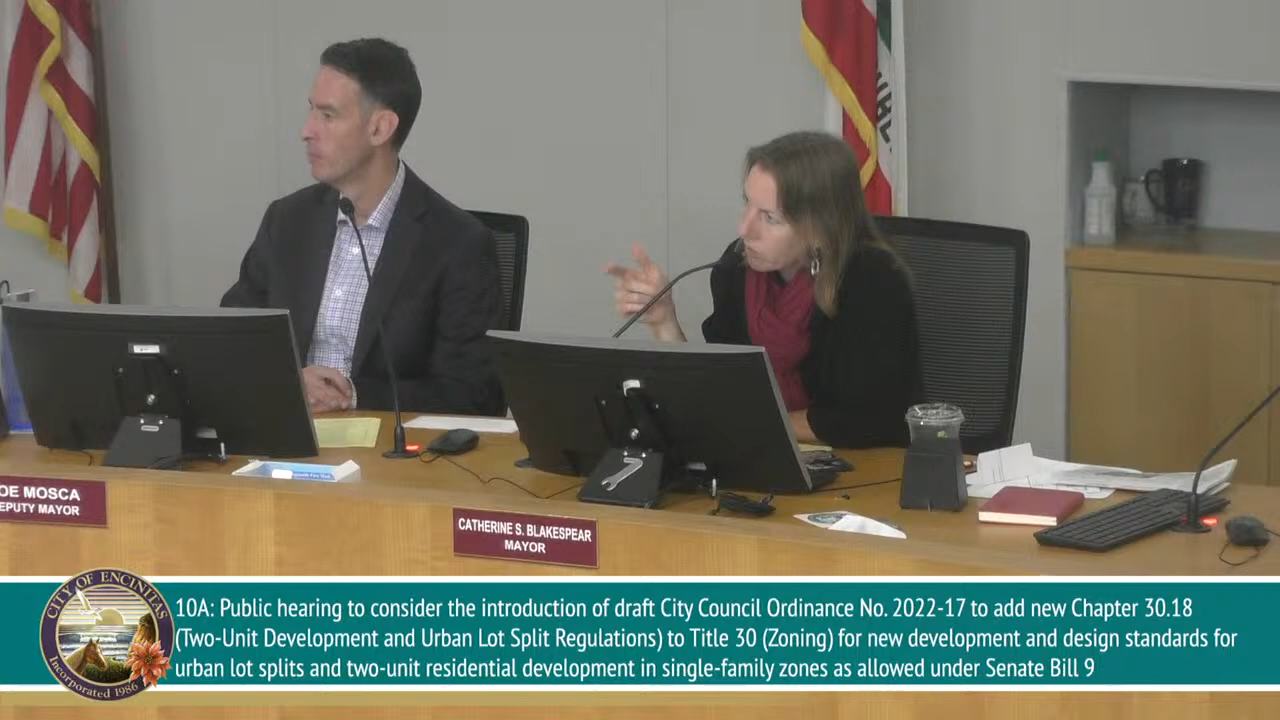 OE MOSCA
EPUTY MAYOR
CATHERINE S. BLAKESPEAR
MAYOR
CITY OF ENCINITAS
Incorporated 1986
10A: Public hearing to consider the introduction of draft City Council Ordinance No. 2022-17 to add new Chapter 30.18
(Two-Unit Development and Urban Lot Split Regulations) to Title 30 (Zoning) for new development and design standards for
urban lot splits and two-unit residential development in single-family zones as allowed under Senate Bill 9